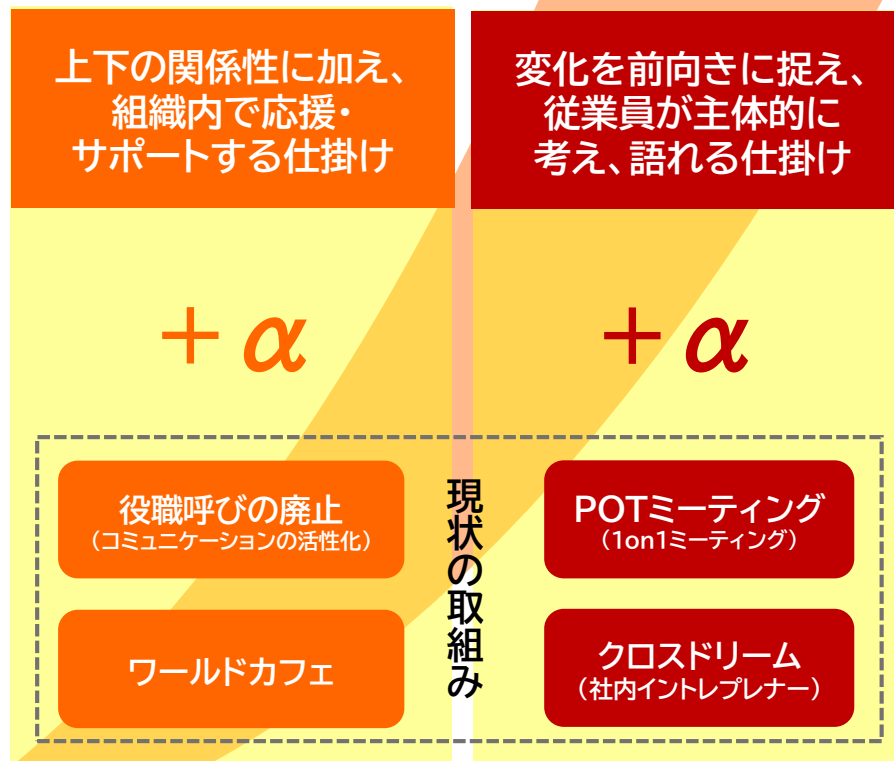 上下の関係性に加え、
組織内で応援・
サポートする仕掛け
変化を前向きに捉え、
従業員が主体的に
考え、語れる仕掛け
＋α
＋α
役職呼びの廃止
（コミュニケーションの活性化）
ワールドカフェ
現状の取組み
POTミーティング
（1on1ミーティング）
クロスドリーム
（社内イントレプレナー）